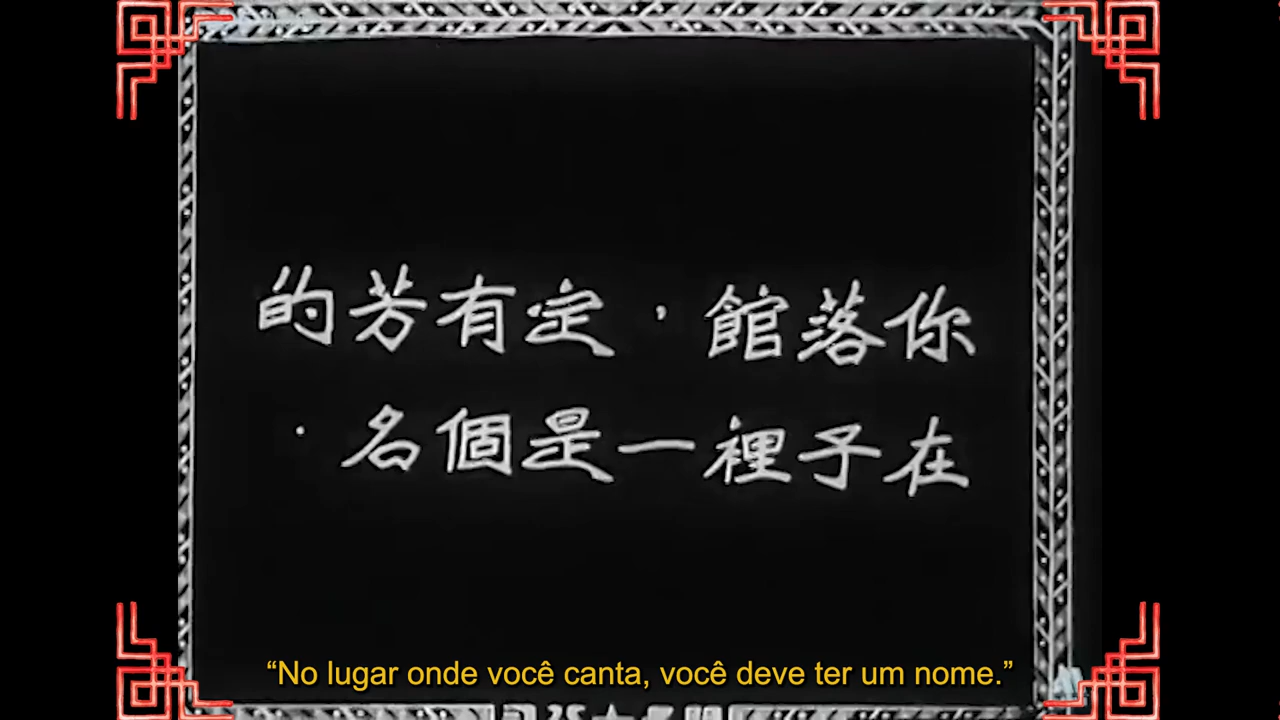 你在
落子
館裡
，一
定是
有個
芳名
的．
“No lugar onde você canta, você deve ter um nome.”